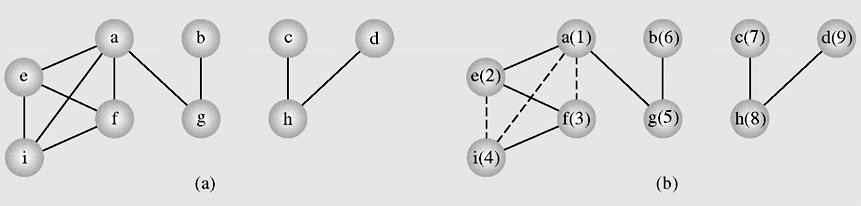 a b c d a(1) b(6) c(7) d(9)
e e(2)
f g h f(3) g(5) h(8)
i i(4)
(a) (b)